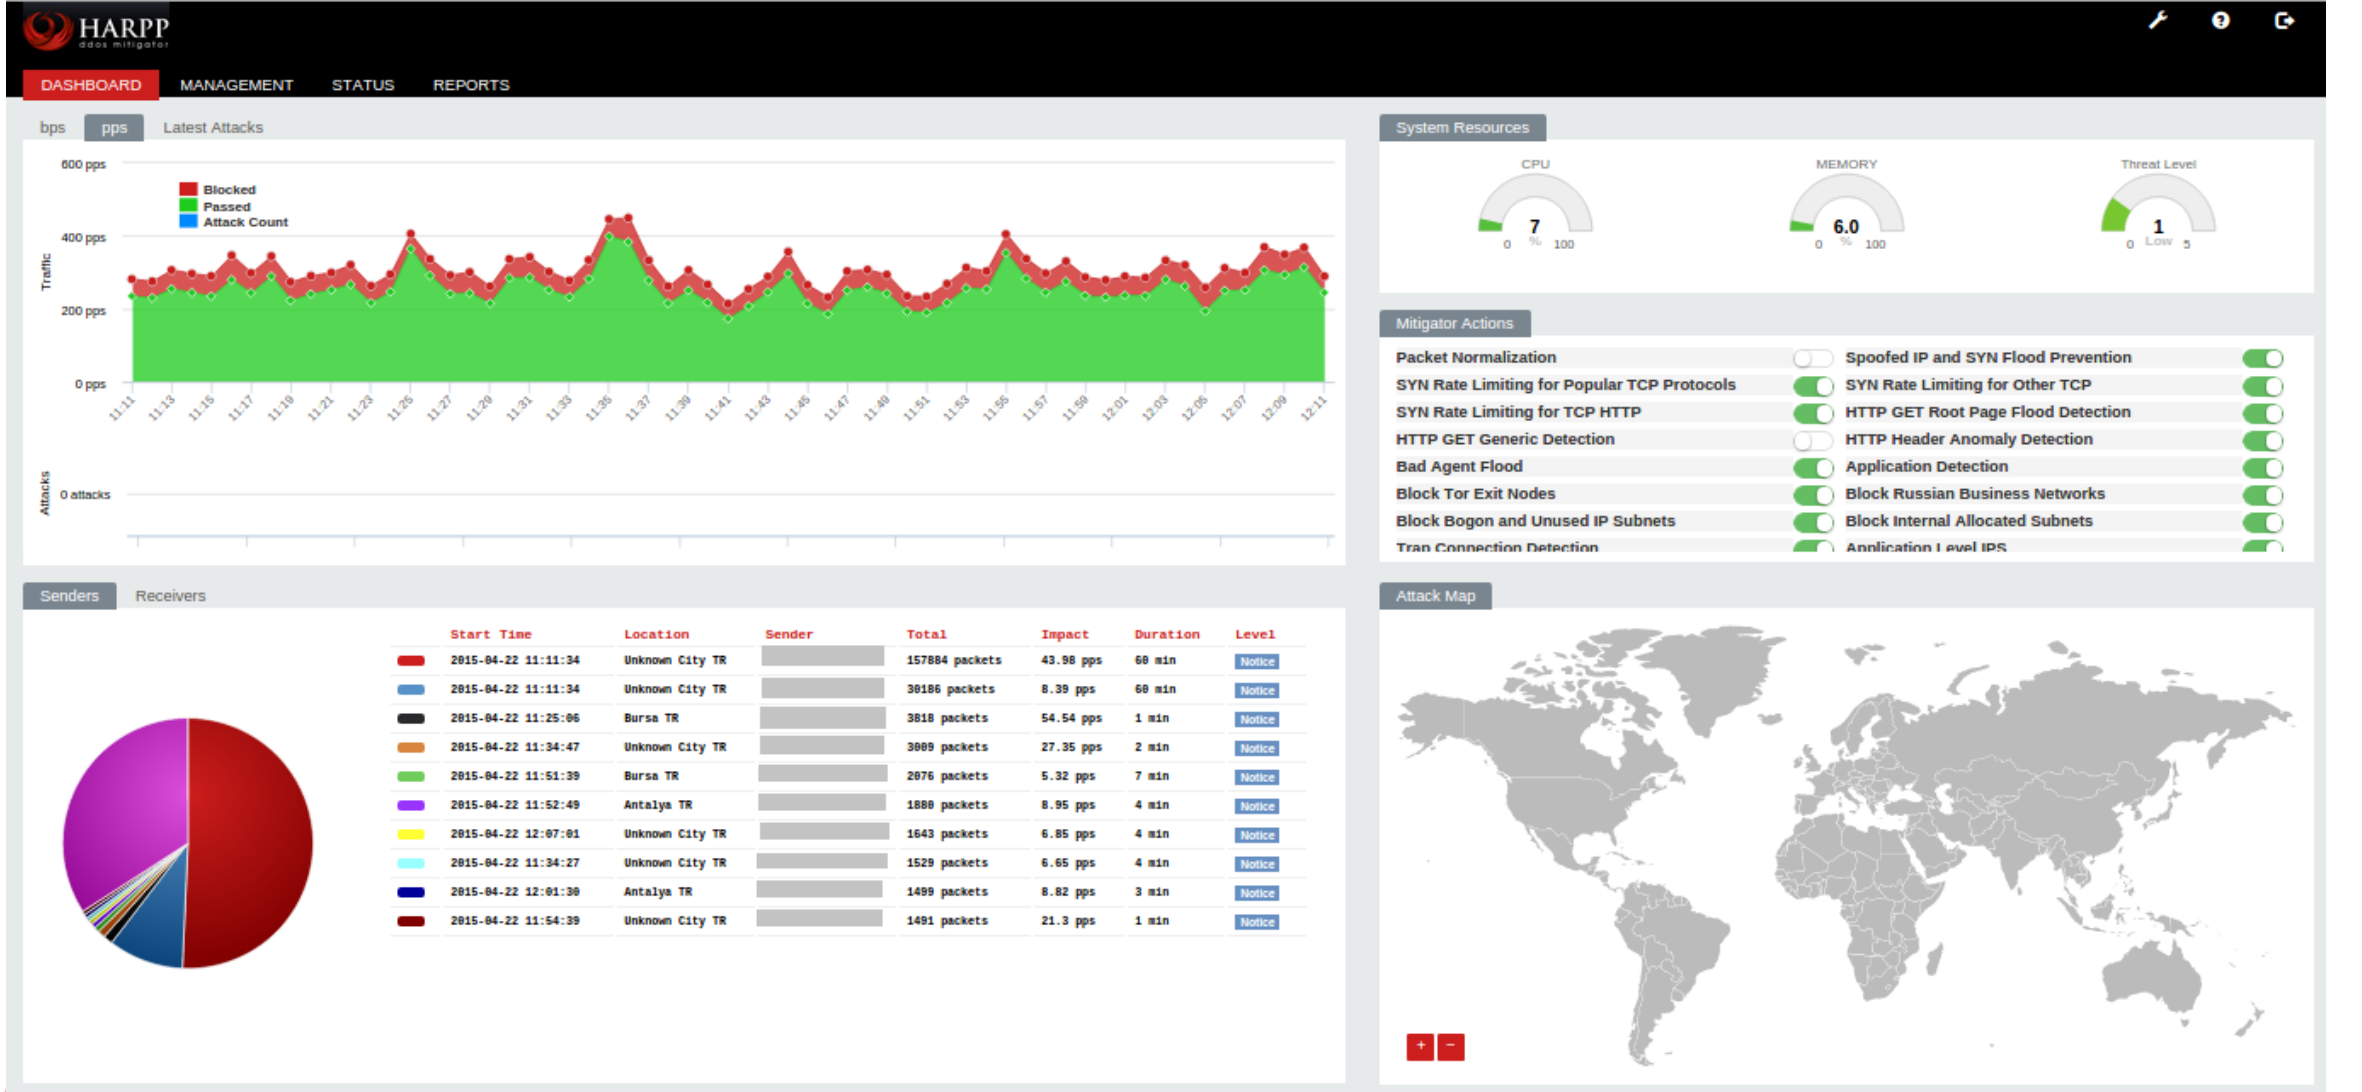 HARPP
ddos mitigator
DASHBOARD MANAGEMENT STATUS REPORTS
bps pps Latest Attacks
600 pps
400 pps
200 pps
0 pps
Traffic
Blocked
Passed
Attack Count
11:11 11:13 11:15 11:17 11:19 11:21 11:23 11:25 11:27 11:29 11:31 11:33 11:35 11:37 11:39 11:41 11:43 11:45 11:47 11:49 11:51 11:53 11:55 11:57 11:59 12:01 12:03 12:05 12:07 12:09 12:11
Attacks
0 attacks
System Resources
CPU MEMORY Threat Level
7 6.0 1
0 % 100 0 % 100 0 Low 5
Mitigator Actions
Packet Normalization Spoofed IP and SYN Flood Prevention
SYN Rate Limiting for Popular TCP Protocols SYN Rate Limiting for Other TCP
SYN Rate Limiting for TCP HTTP HTTP GET Root Page Flood Detection
HTTP GET Generic Detection HTTP Header Anomaly Detection
Bad Agent Flood Application Detection
Block Tor Exit Nodes Block Russian Business Networks
Block Bogon and Unused IP Subnets Block Internal Allocated Subnets
Trap Connection Detection Application Level IPS
Senders Receivers
Start Time Location Sender Total Impact Duration Level
2015-04-22 11:11:34 Unknown City TR 157884 packets 43.98 pps 60 min Notice
2015-04-22 11:11:34 Unknown City TR 30186 packets 8.39 pps 60 min Notice
2015-04-22 11:25:06 Bursa TR 3818 packets 54.54 pps 1 min Notice
2015-04-22 11:34:47 Unknown City TR 3009 packets 27.35 pps 2 min Notice
2015-04-22 11:51:39 Bursa TR 2076 packets 5.32 pps 7 min Notice
2015-04-22 11:52:49 Antalya TR 1880 packets 8.95 pps 4 min Notice
2015-04-22 12:07:01 Unknown City TR 1643 packets 6.85 pps 4 min Notice
2015-04-22 11:34:27 Unknown City TR 1529 packets 6.65 pps 4 min Notice
2015-04-22 12:01:30 Antalya TR 1499 packets 8.82 pps 3 min Notice
2015-04-22 11:54:39 Unknown City TR 1491 packets 21.3 pps 1 min Notice
Attack Map
+ −